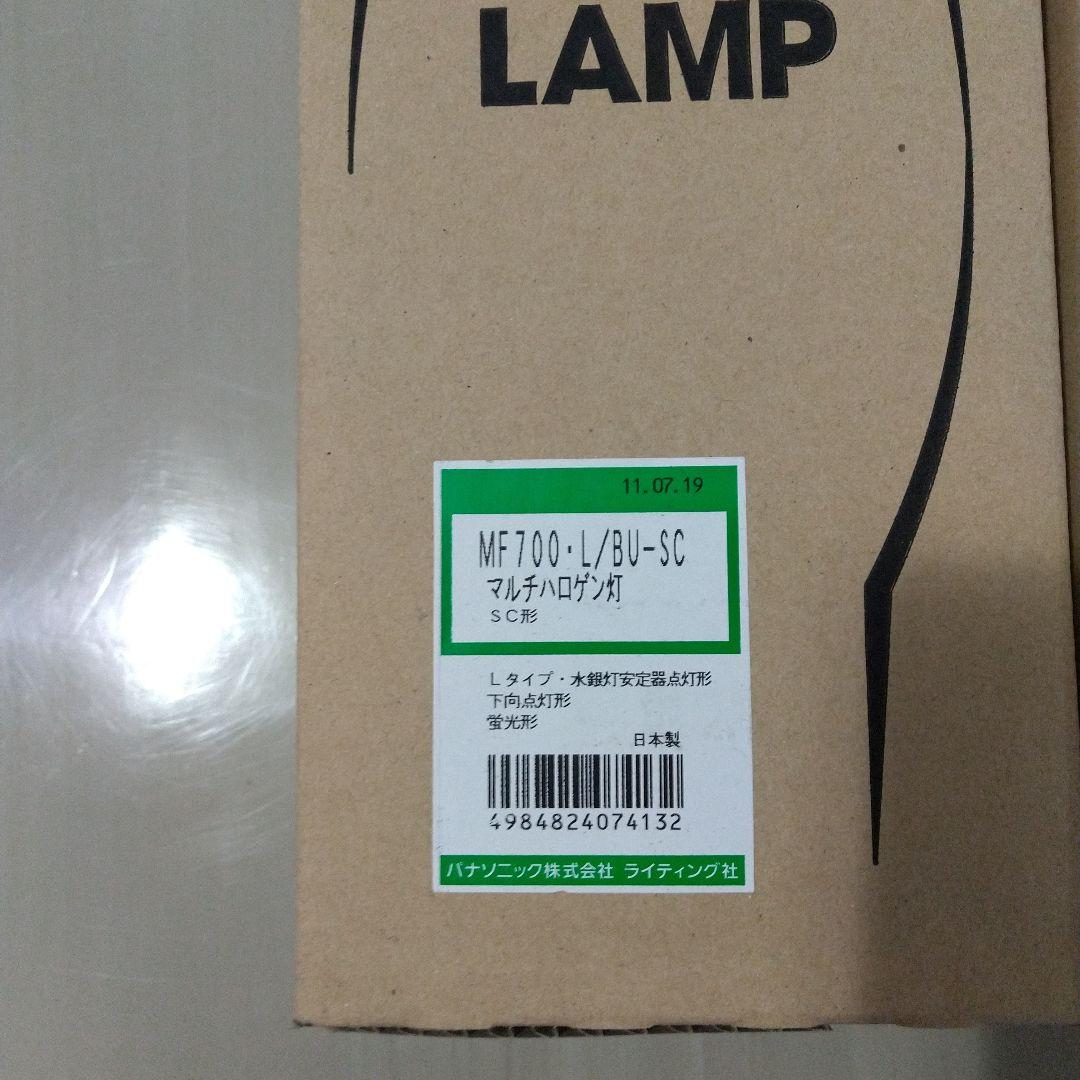 LAMP
11.07.19
MF700・L/BU-SC
マルチハロゲン灯
SC形
Lタイプ・水銀灯安定器点灯形
下向点灯形
蛍光形
日本製
4984824074132
パナソニック株式会社 ライティング社